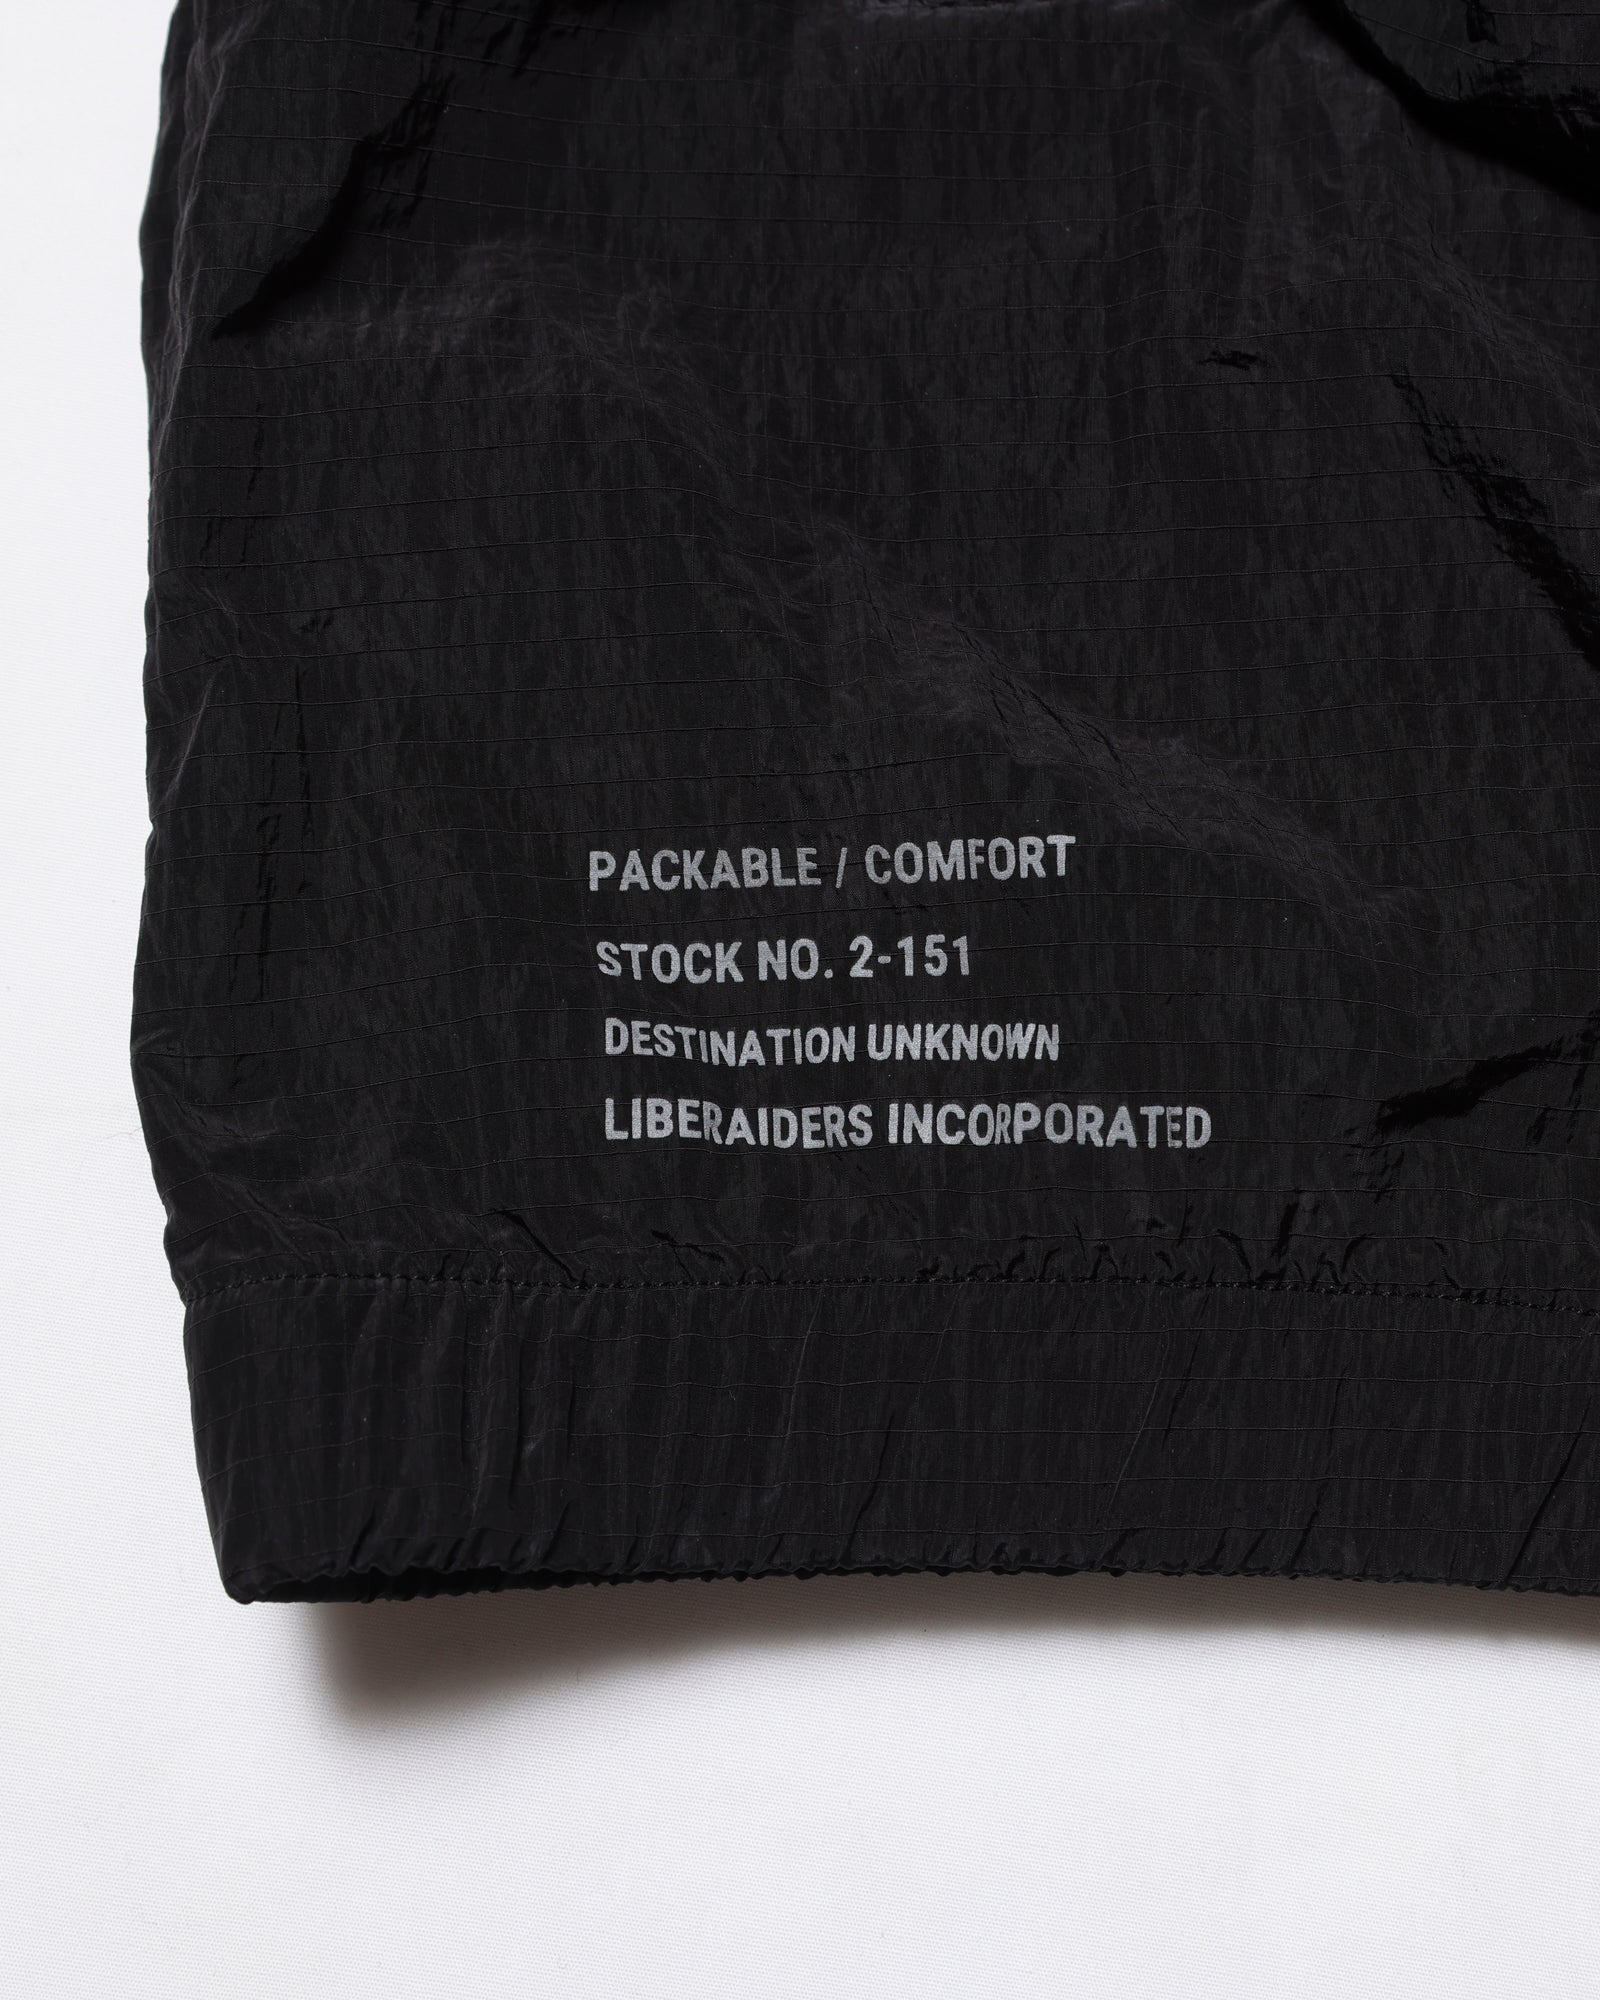 PACKABLE / COMFORT
STOCK NO. 2-151
DESTINATION UNKNOWN
LIBERAIDERS INCORPORATED